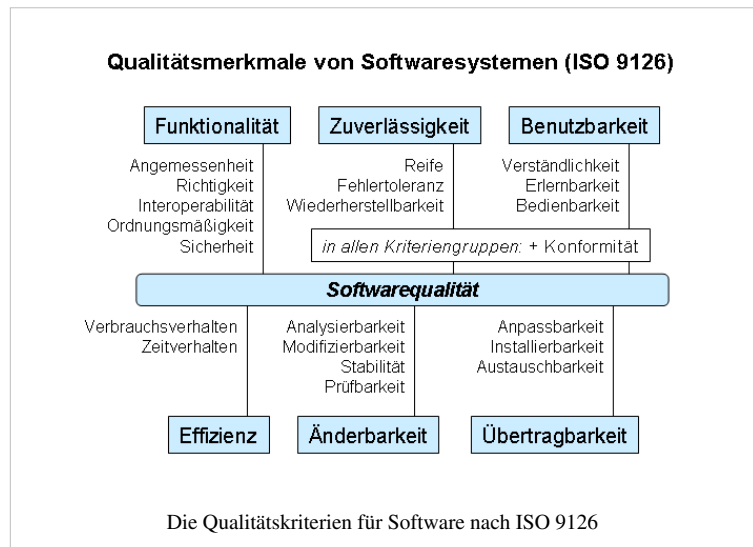 Qualitätsmerkmale von Softwaresystemen (ISO 9126)
Funktionalität
Angemessenheit
Richtigkeit
Interoperabilität
Ordnungsmäßigkeit
Sicherheit
Zuverlässigkeit
Reife
Fehlertoleranz
Wiederherstellbarkeit
Benutzbarkeit
Verständlichkeit
Erlernbarkeit
Bedienbarkeit
in allen Kriteriengruppen: + Konformität
Softwarequalität
Verbrauchsverhalten
Zeitverhalten
Effizienz
Analysierbarkeit
Modifizierbarkeit
Stabilität
Prüfbarkeit
Änderbarkeit
Anpassbarkeit
Installierbarkeit
Austauschbarkeit
Übertragbarkeit
Die Qualitätskriterien für Software nach ISO 9126